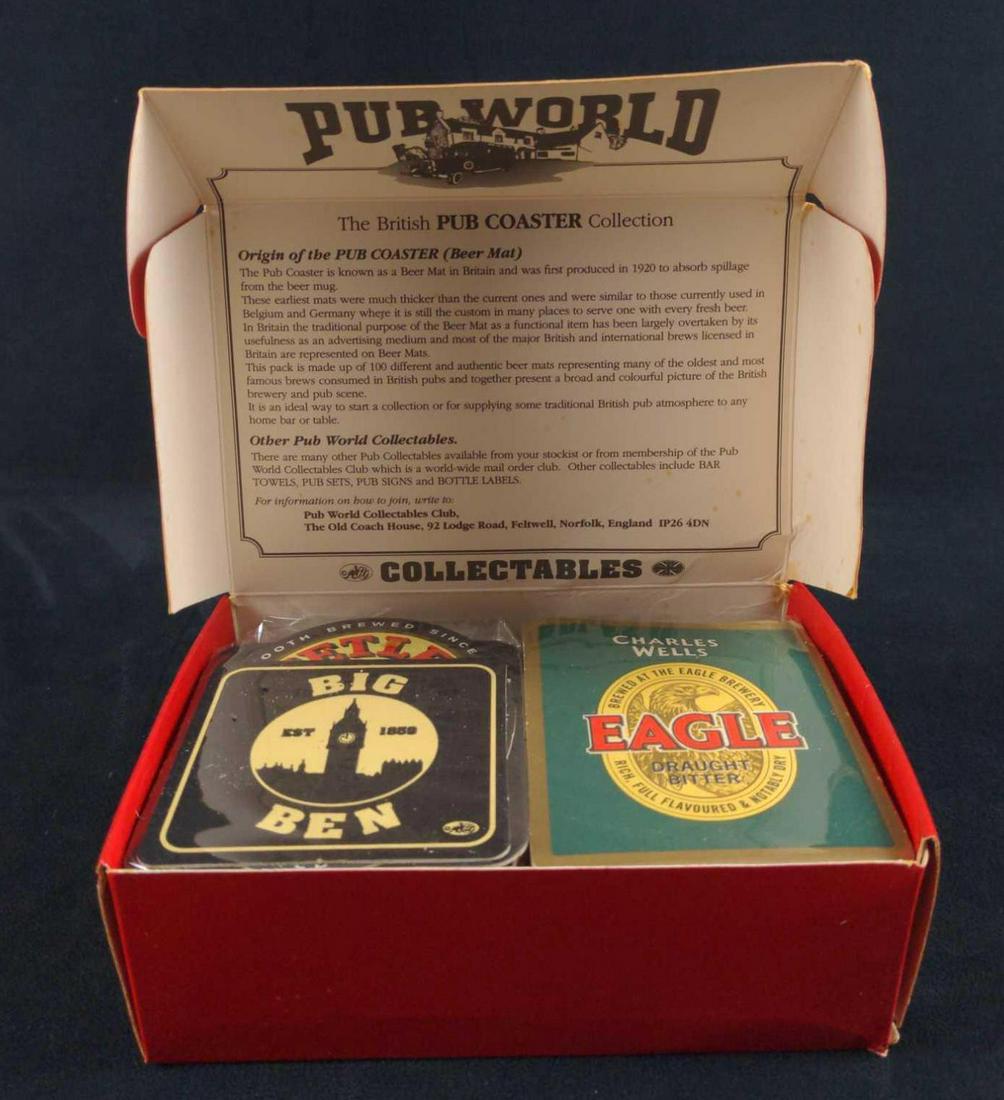 PUB WORLD
The British PUB COASTER Collection
Origin of the PUB COASTER (Beer Mat)
The Pub Coaster is known as a Beer Mat in Britain and was first produced in 1920 to absorb spillage
from the beer mug.
These earliest mats were much thicker than the current ones and were similar to those currently used in
Belgium and Germany where it is still the custom in many places to serve one with every fresh beer.
In Britain the traditional purpose of the Beer Mat as a functional item has been largely overtaken by its
usefulness as an advertising medium and most of the major British and international brews licensed in
Britain are represented on Beer Mats.
This pack is made up of 100 different and authentic beer mats representing many of the oldest and most
famous brews consumed in British pubs and together present a broad and colourful picture of the British
brewery and pub scene.
It is an ideal way to start a collection or for supplying some traditional British pub atmosphere to any
home bar or table.
Other Pub World Collectables.
There are many other Pub Collectables available from your stockist or from membership of the Pub
World Collectables Club which is a world-wide mail order club. Other collectables include BAR
TOWELS, PUB SETS, PUB SIGNS and BOTTLE LABELS.
For information on how to join, write to:
Pub World Collectables Club,
The Old Coach House, 92 Lodge Road, Feltwell, Norfolk, England IP26 4DN
COLLECTABLES
OOTH BREWED SINCE
ETLE
BIG
EST 1859
BEN
CHARLES
WELLS
BREWED AT THE EAGLE BREWERY
EAGLE
DRAUGHT
BITTER
RICH, FULL FLAVOURED & NOTABLY DRY